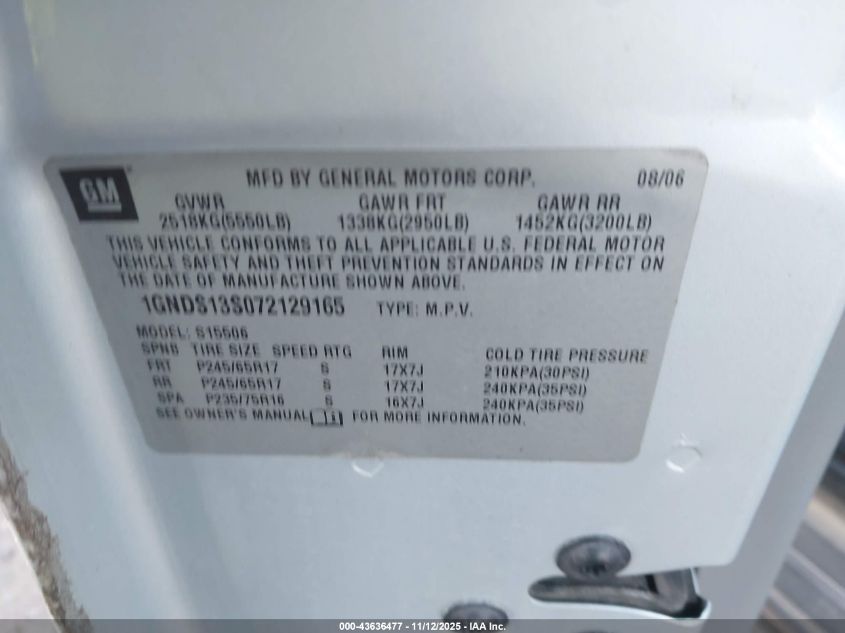 GM MFD BY GENERAL MOTORS CORP. 08/06
GVWR GAWR FRT GAWR RR
2518KG(5550LB) 1338KG(2950LB) 1452KG(3200LB)
THIS VEHICLE CONFORMS TO ALL APPLICABLE U.S. FEDERAL MOTOR
VEHICLE SAFETY AND THEFT PREVENTION STANDARDS IN EFFECT ON
THE DATE OF MANUFACTURE SHOWN ABOVE.
1GNDS13S072129165 TYPE: M.P.V.
MODEL: S15506
SPNB TIRE SIZE SPEED RTG RIM COLD TIRE PRESSURE
FRT P245/65R17 S 17X7J 210KPA(30PSI)
RR P245/65R17 S 17X7J 240KPA(35PSI)
SPA P235/75R16 S 16X7J 240KPA(35PSI)
SEE OWNER'S MANUAL FOR MORE INFORMATION.
000-43636477 - 11/12/2025 - IAA Inc.